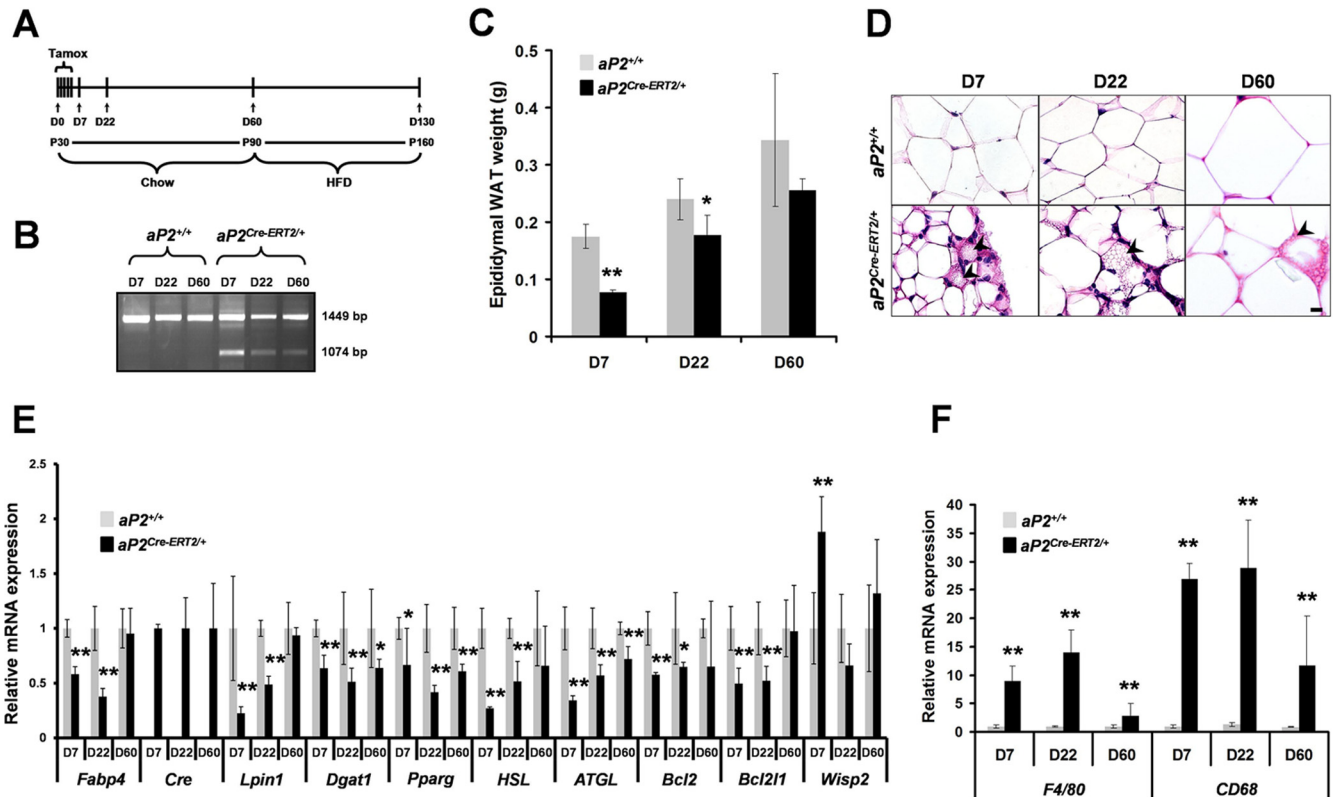 A
Tamox
D0 D7 D22 D60 D130
P30 P90 P160
Chow HFD
B
aP2+/+ aP2Cre-ERT2/+
D7 D22 D60 D7 D22 D60
1449 bp
1074 bp
C
Epididymal WAT weight (g)
0.5
0.4
0.3
0.2
0.1
0
aP2+/+
aP2Cre-ERT2/+
**
*
D7 D22 D60
D
D7 D22 D60
aP2+/+
aP2Cre-ERT2/+
E
Relative mRNA expression
2.5
2
1.5
1
0.5
0
aP2+/+
aP2Cre-ERT2/+
** ** ** ** ** ** * * ** ** ** ** ** ** ** ** * ** ** **
D7 D22 D60 D7 D22 D60 D7 D22 D60 D7 D22 D60 D7 D22 D60 D7 D22 D60 D7 D22 D60 D7 D22 D60 D7 D22 D60 D7 D22 D60
Fabp4 Cre Lpin1 Dgat1 Pparg HSL ATGL Bcl2 Bcl2l1 Wisp2
F
Relative mRNA expression
40
35
30
25
20
15
10
5
0
aP2+/+
aP2Cre-ERT2/+
** ** ** ** ** **
D7 D22 D60 D7 D22 D60
F4/80 CD68